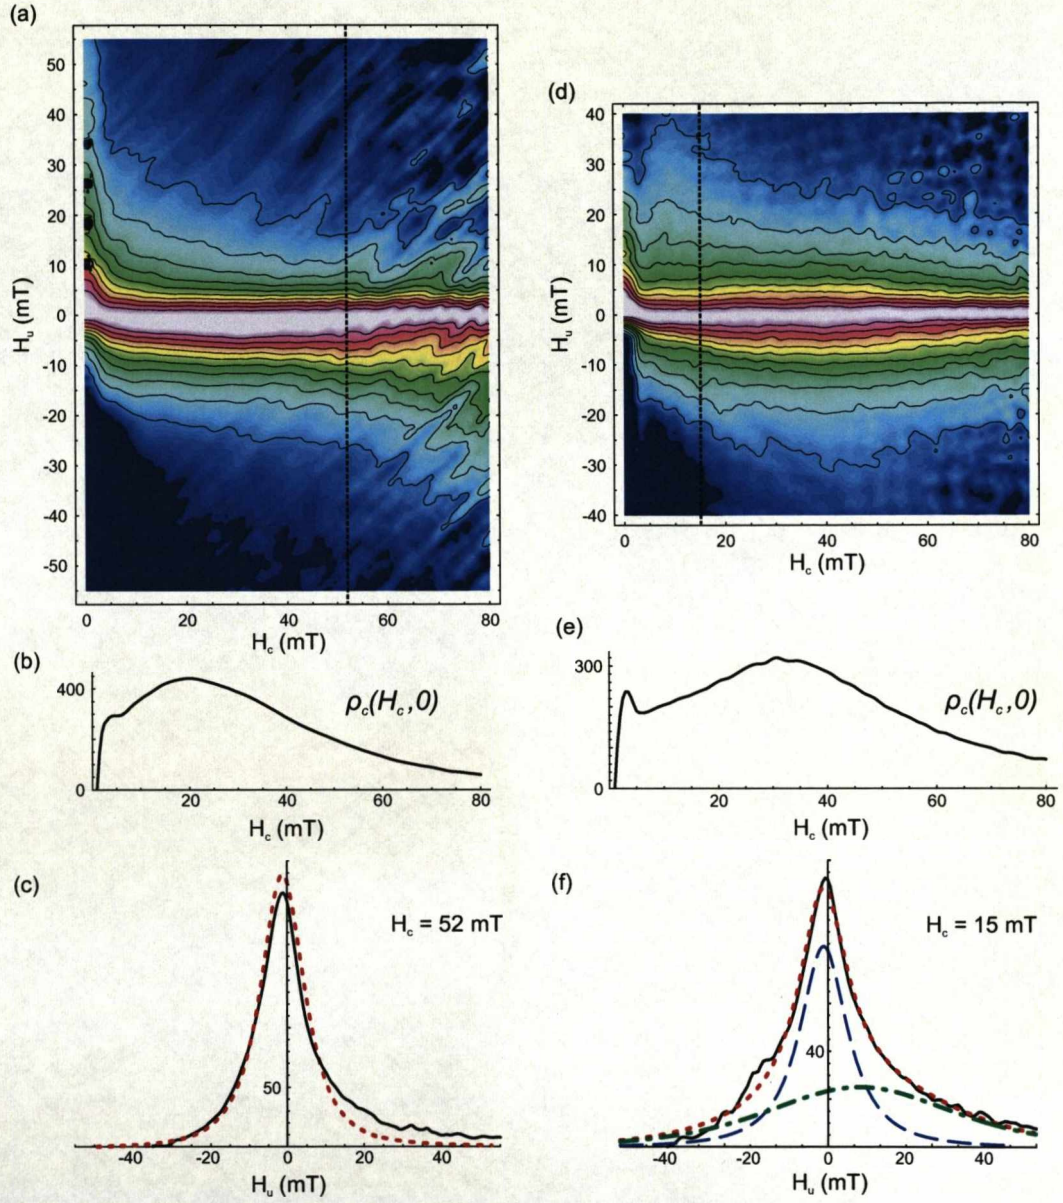 (a)
50
40
30
20
10
0
-10
-20
-30
-40
-50
H_u (mT)
0 20 40 60 80
H_c (mT)
(b)
400
0
ρ_c(H_c,0)
20 40 60 80
H_c (mT)
(c)
H_c = 52 mT
50
-40 -20 0 20 40
H_u (mT)
(d)
40
30
20
10
0
-10
-20
-30
-40
H_u (mT)
0 20 40 60 80
H_c (mT)
(e)
300
0
ρ_c(H_c,0)
20 40 60 80
H_c (mT)
(f)
H_c = 15 mT
40
-40 -20 0 20 40
H_u (mT)